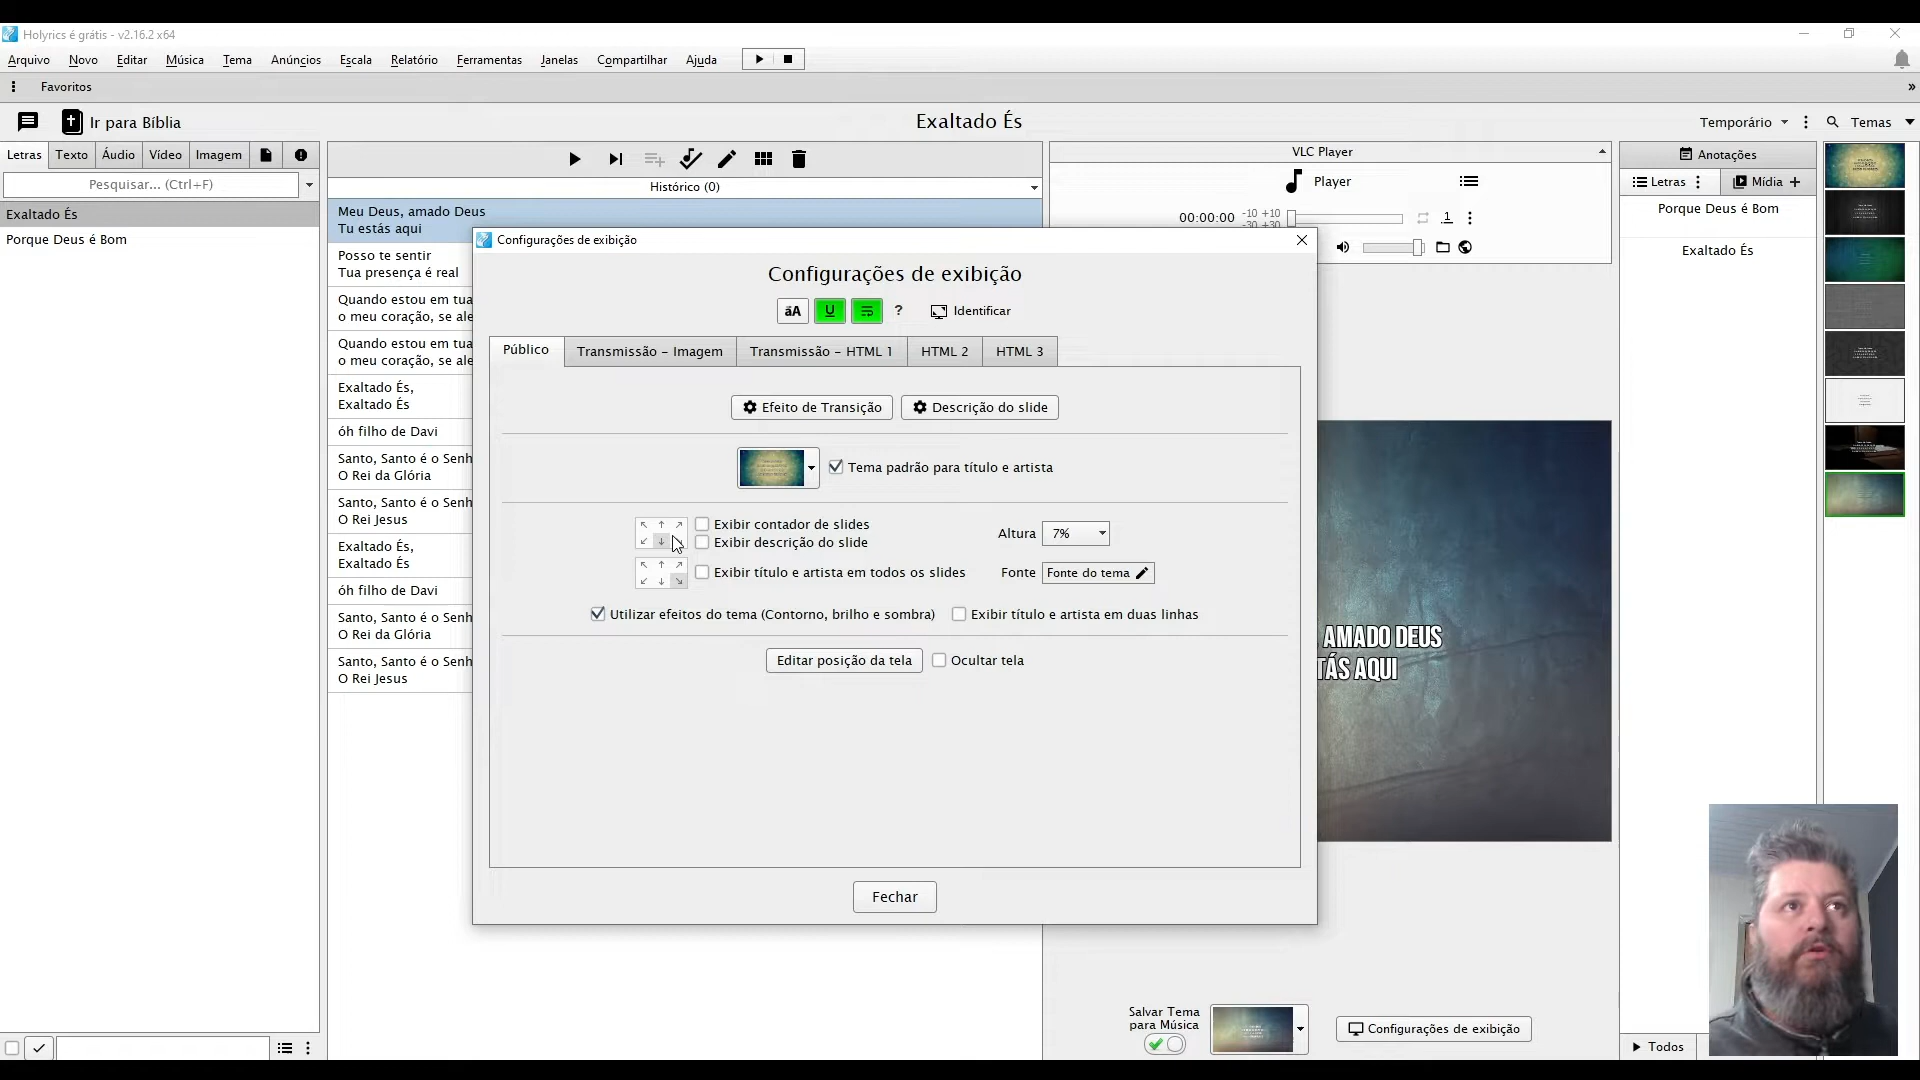 Holyrics é grátis - v2.16.2 x64
Arquivo Novo Editar Música Tema Anúncios Escala Relatório Ferramentas Janelas Compartilhar Ajuda
Favoritos
Ir para Bíblia
Exaltado És
Temporário
Temas
Letras Texto Áudio Vídeo Imagem
Pesquisar... (Ctrl+F)
Exaltado És
Porque Deus é Bom
Histórico (0)
Meu Deus, amado Deus
Tu estás aqui
Posso te sentir
Tua presença é real
Quando estou em tua
o meu coração, se ale
Quando estou em tua
o meu coração, se ale
Exaltado És,
Exaltado És
óh filho de Davi
Santo, Santo é o Senh
O Rei da Glória
Santo, Santo é o Senh
O Rei Jesus
Exaltado És,
Exaltado És
óh filho de Davi
Santo, Santo é o Senh
O Rei da Glória
Santo, Santo é o Senh
O Rei Jesus
VLC Player
Player
00:00:00
-10 +10
-30 +30
.1
Configurações de exibição
Configurações de exibição
āA U ? Identificar
Público Transmissão - Imagem Transmissão - HTML 1 HTML 2 HTML 3
Efeito de Transição Descrição do slide
Tema padrão para título e artista
Exibir contador de slides
Exibir descrição do slide
Altura 7%
Exibir título e artista em todos os slides
Fonte Fonte do tema
Utilizar efeitos do tema (Contorno, brilho e sombra) Exibir título e artista em duas linhas
Editar posição da tela Ocultar tela
Fechar
AMADO DEUS
TÁS AQUI
Salvar Tema
para Música
Configurações de exibição
Anotações
Letras Mídia
Porque Deus é Bom
Exaltado És
Todos